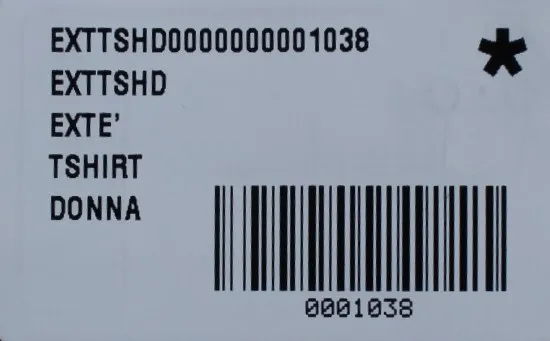 EXTTSHD0000000001038
EXTTSHD
EXTE'
TSHIRT
DONNA
0001038